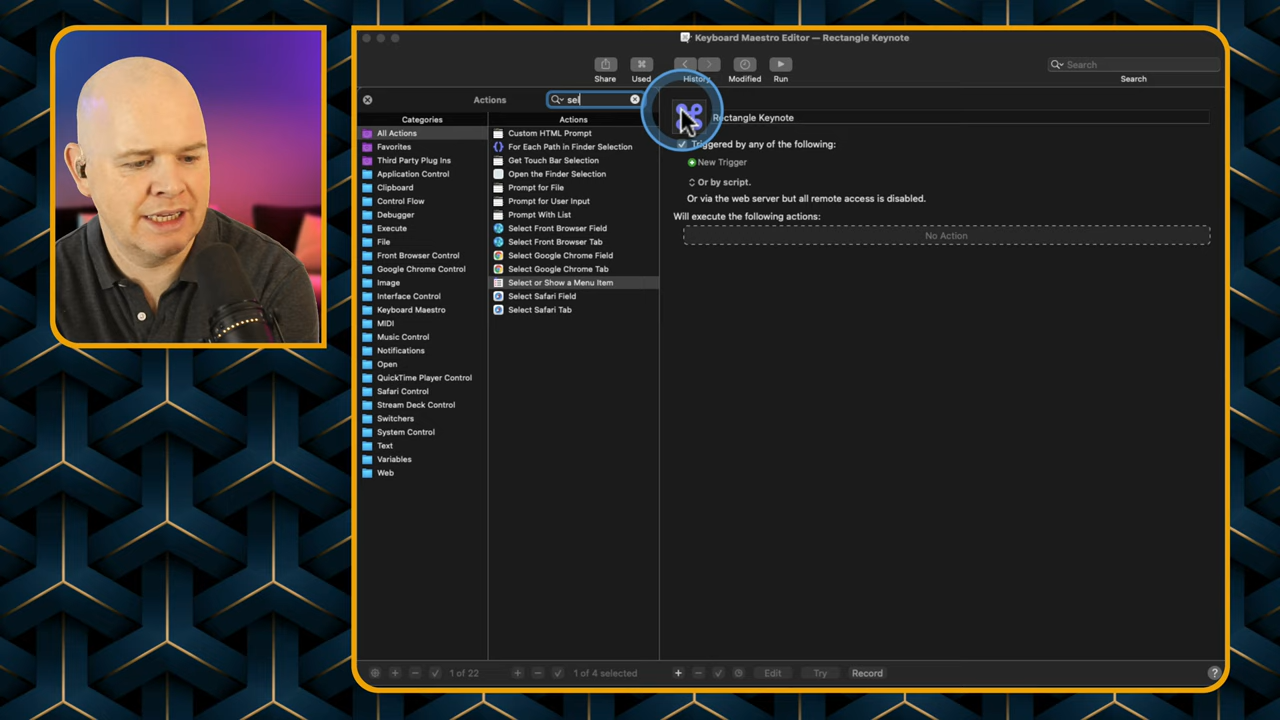 Keyboard Maestro Editor — Rectangle Keynote
Share
Used
History
Modified
Run
Search
Search
Actions
sel
Categories
All Actions
Favorites
Third Party Plug Ins
Application Control
Clipboard
Control Flow
Debugger
Execute
File
Front Browser Control
Google Chrome Control
Image
Interface Control
Keyboard Maestro
MIDI
Music Control
Notifications
Open
QuickTime Player Control
Safari Control
Stream Deck Control
Switchers
System Control
Text
Variables
Web
Actions
Custom HTML Prompt
For Each Path in Finder Selection
Get Touch Bar Selection
Open the Finder Selection
Prompt for File
Prompt for User Input
Prompt With List
Select Front Browser Field
Select Front Browser Tab
Select Google Chrome Field
Select Google Chrome Tab
Select or Show a Menu Item
Select Safari Field
Select Safari Tab
Rectangle Keynote
Triggered by any of the following:
New Trigger
Or by script.
Or via the web server but all remote access is disabled.
Will execute the following actions:
No Action
1 of 22
1 of 4 selected
Edit
Try
Record
?